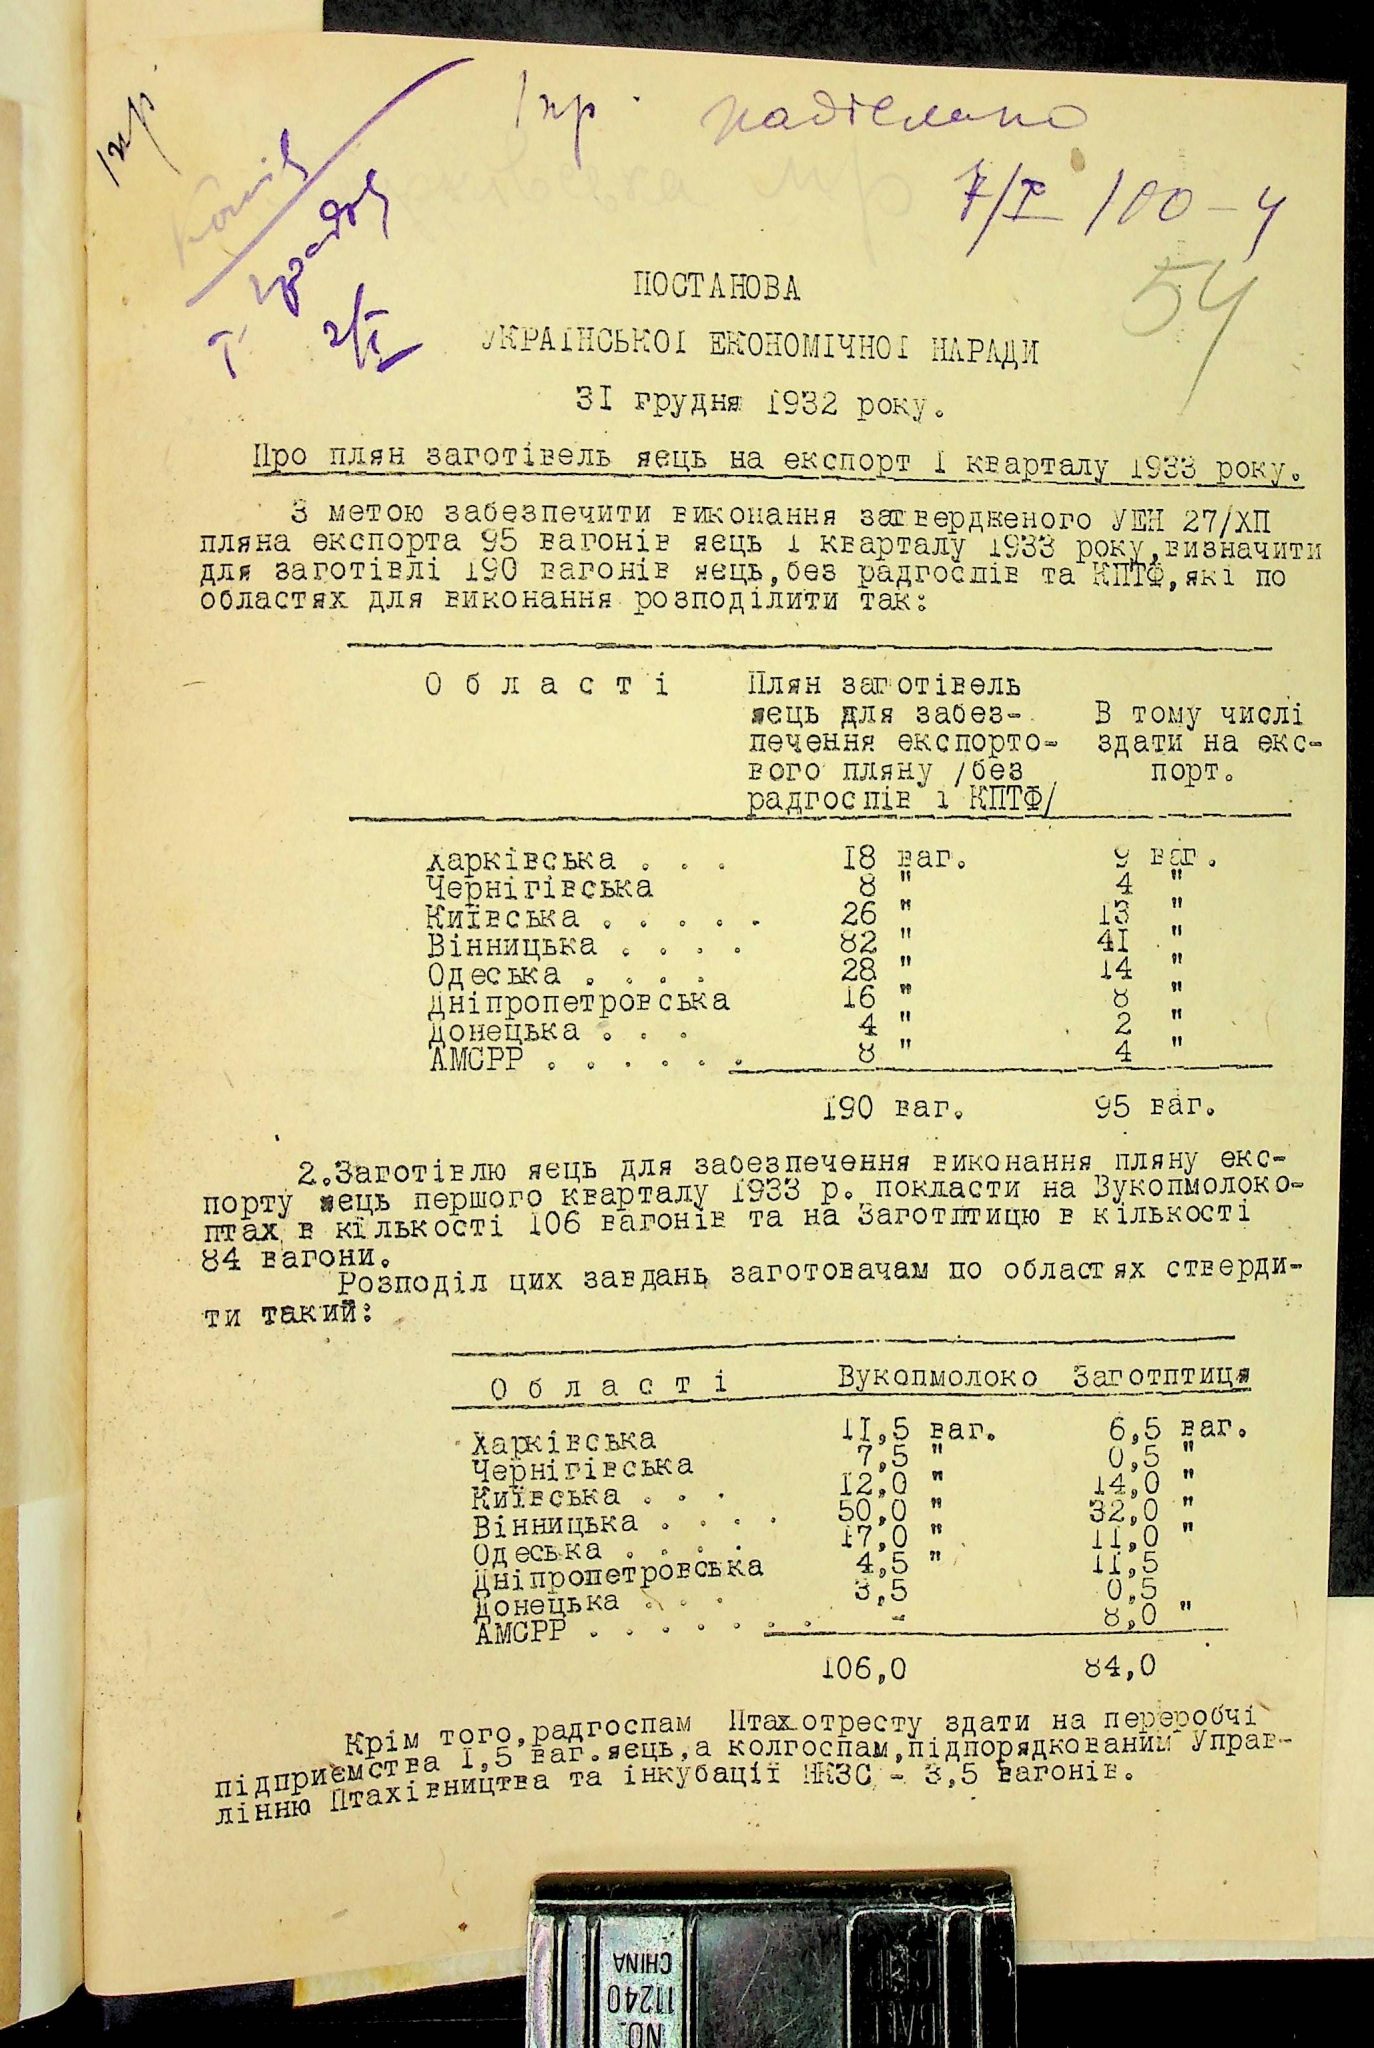 1 пр.
1 пр. надіслано
Копія
7/I 100-4
2/I
54
ПОСТАНОВА
УКРАЇНСЬКОЇ ЕКОНОМІЧНОЇ НАРАДИ
31 грудня 1932 року.
Про плян заготівель яєць на експорт 1 кварталу 1933 року.
З метою забезпечити виконання затвердженого УЕН 27/ХП
пляна експорта 95 вагонів яєць 1 кварталу 1933 року,визначити
для заготівлі 190 вагонів яєць,без радгоспів та КПТФ,які по
областях для виконання розподілити так:
О б л а с т і Плян заготівель
яєць для забез- В тому числі
печення експорто- здати на екс-
вого пляну /без порт.
радгоспів і КПТФ/
Харківська . . . 18 ваг. 9 ваг.
Чернігівська 8 " 4 "
Київська . . . . . 26 " 13 "
Вінницька . . . . 82 " 41 "
Одеська . . . . 28 " 14 "
Дніпропетровська 16 " 8 "
Донецька . . . 4 " 2 "
АМСРР . . . . . . 8 " 4 "
190 ваг. 95 ваг.
2.Заготівлю яєць для забезпечення виконання пляну екс-
порту яєць першого кварталу 1933 р. покласти на Вукопмолоко-
птах в кількості 106 вагонів та на Заготптицю в кількості
84 вагони.
Розподіл цих завдань заготовачам по областях стверди-
ти такий:
О б л а с т і Вукопмолоко Заготптиця
Харківська 11,5 ваг. 6,5 ваг.
Чернігівська 7,5 " 0,5 "
Київська . . . 12,0 " 14,0 "
Вінницька . . . . 50,0 " 32,0 "
Одеська . . . . 17,0 " 11,0 "
Дніпропетровська 4,5 " 11,5
Донецька . . . 3,5 0,5
АМСРР . . . . . . . - 8,0 "
106,0 84,0
Крім того,радгоспам Птахотресту здати на переробчі
підприємства 1,5 ваг.яєць,а колгоспам,підпорядкованим Управ-
лінню Птахівництва та інкубації НКЗС - 3,5 вагонів.
NO.
11240
CHINA